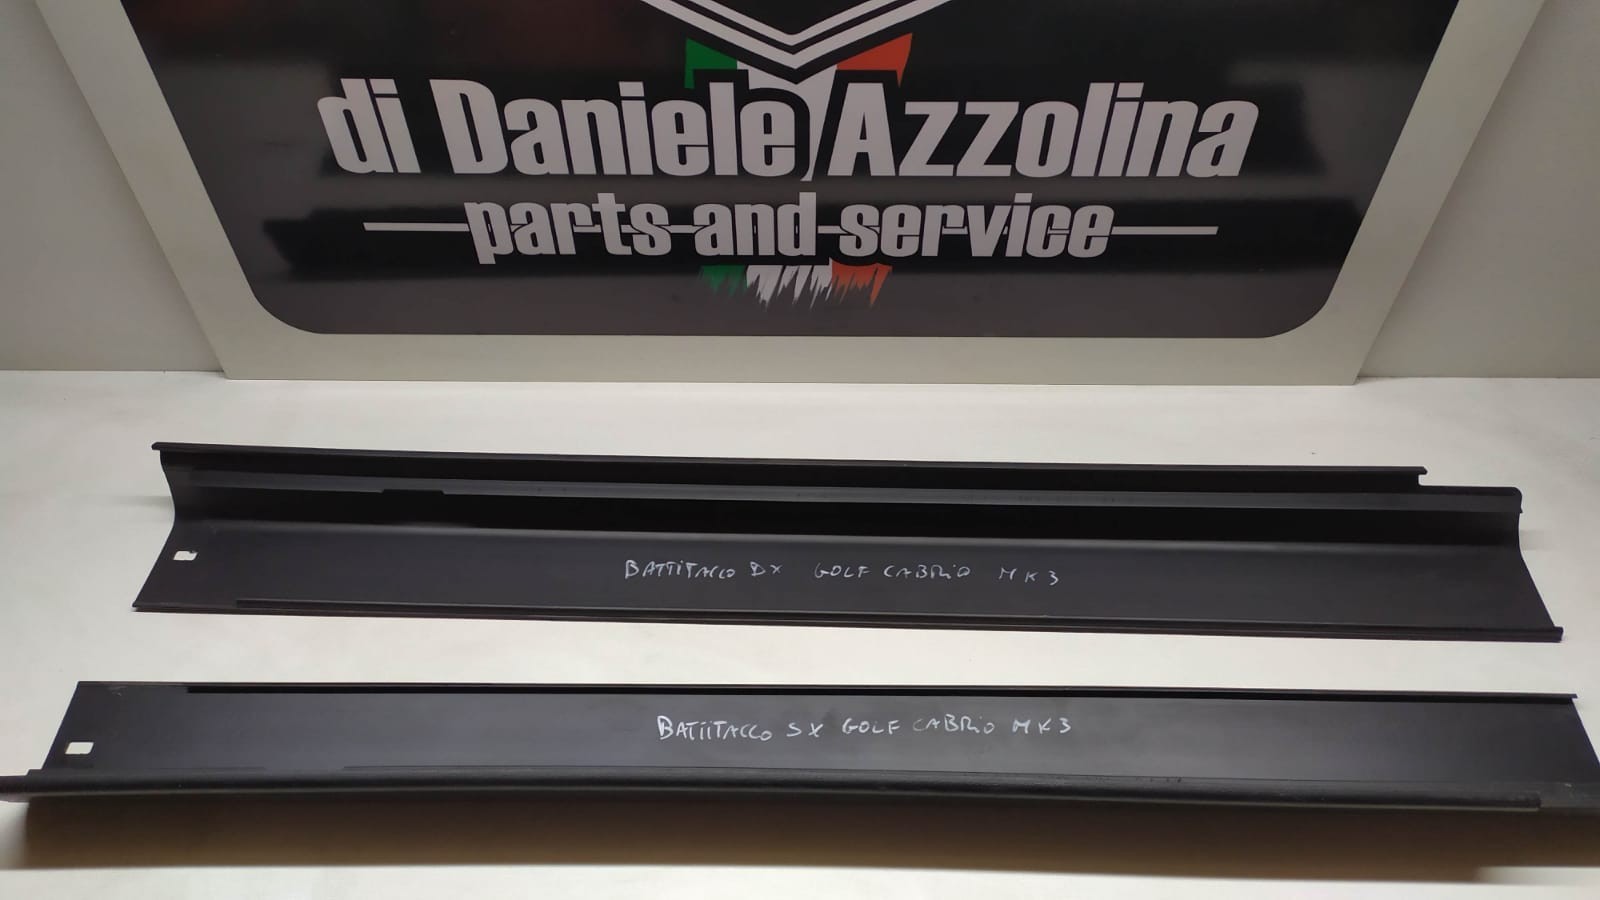 di Daniele Azzolina
parts and service
BATTITACCO DX GOLF CABRIO MK3
BATTITACCO SX GOLF CABRIO MK3